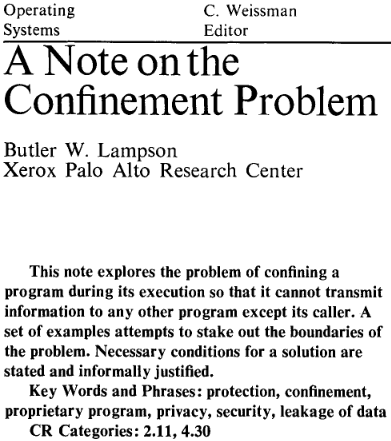 Operating C. Weissman
Systems Editor
A Note on the
Confinement Problem
Butler W. Lampson
Xerox Palo Alto Research Center
This note explores the problem of confining a
program during its execution so that it cannot transmit
information to any other program except its caller. A
set of examples attempts to stake out the boundaries of
the problem. Necessary conditions for a solution are
stated and informally justified.
Key Words and Phrases: protection, confinement,
proprietary program, privacy, security, leakage of data
CR Categories: 2.11, 4.30